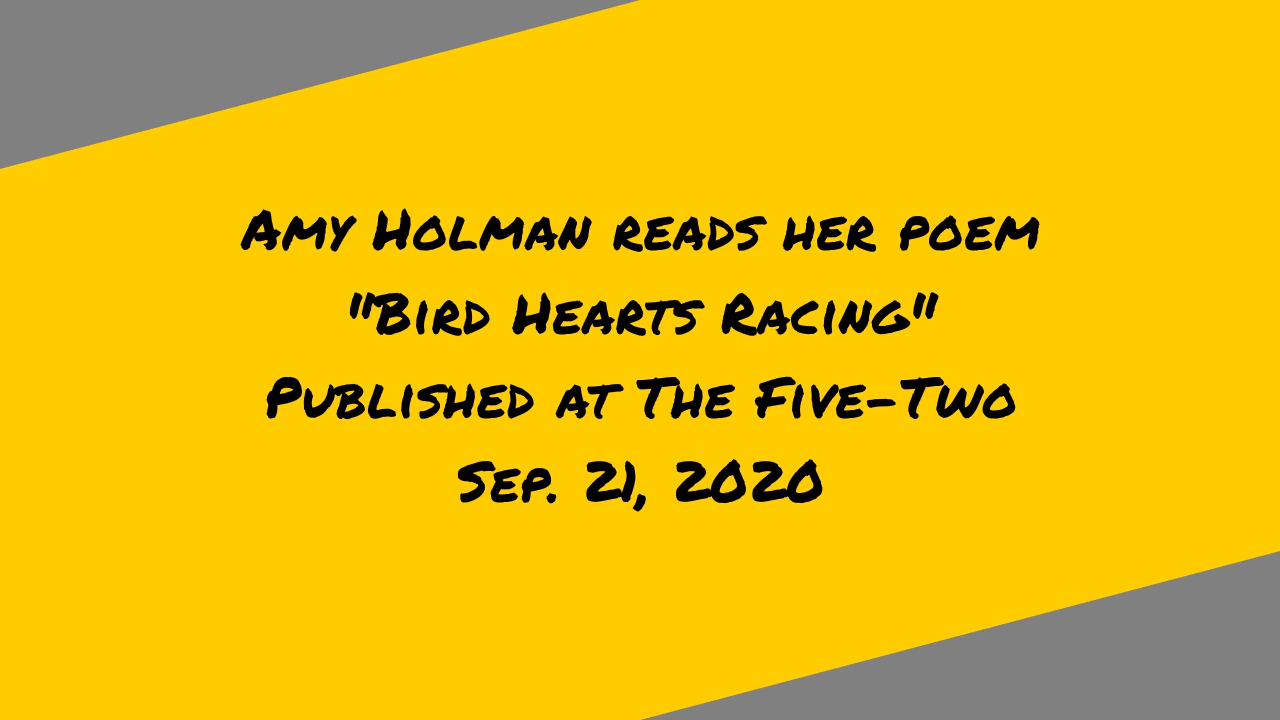 Amy Holman reads her poem
"Bird Hearts Racing"
Published at The Five-Two
Sep. 21, 2020